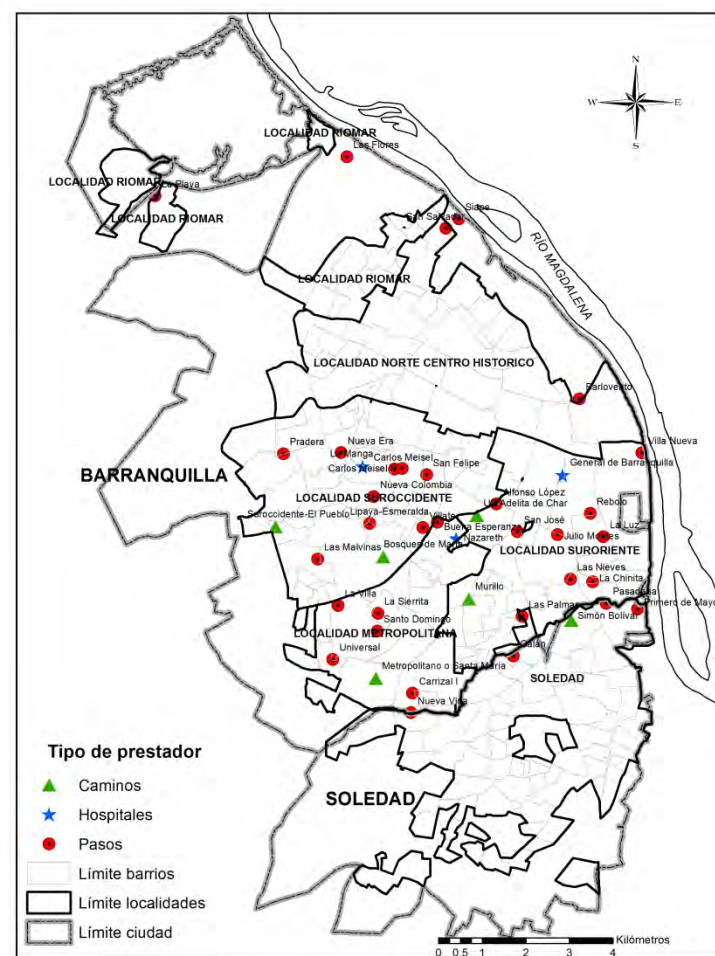 N
W E
S
LOCALIDAD RIOMAR
Las Flores
LOCALIDAD RIOMAR
La Playa
LOCALIDAD RIOMAR
Siape
San Salvador
RÍO MAGDALENA
LOCALIDAD RIOMAR
LOCALIDAD NORTE CENTRO HISTORICO
Barlovento
Pradera
Nueva Era
La Manga
Carlos Meisel
Carlos Meisel
San Felipe
Villa Nueva
General de Barranquilla
BARRANQUILLA
Nueva Colombia
LOCALIDAD SUROCCIDENTE
Alfonso López
Adelita de Char
Rebolo
Suroccidente-El Pueblo
Lipaya-Esmeralda
Villate
Buena Esperanza
San José
La Luz
Nazareth
Julio Montes
Las Malvinas
Bosques de María
LOCALIDAD SURORIENTE
Las Nieves
La Chinita
La Villa
La Sierrita
Murillo
Pasadena
Primero de Mayo
Santo Domingo
Las Palmas
Simón Bolívar
LOCALIDAD METROPOLITANA
Universal
Galán
Metropolitano o Santa María
SOLEDAD
Carrizal I
Nueva Vida
SOLEDAD
Tipo de prestador
Caminos
Hospitales
Pasos
Límite barrios
Límite localidades
Límite ciudad
Kilómetros
0 0.5 1 2 3 4